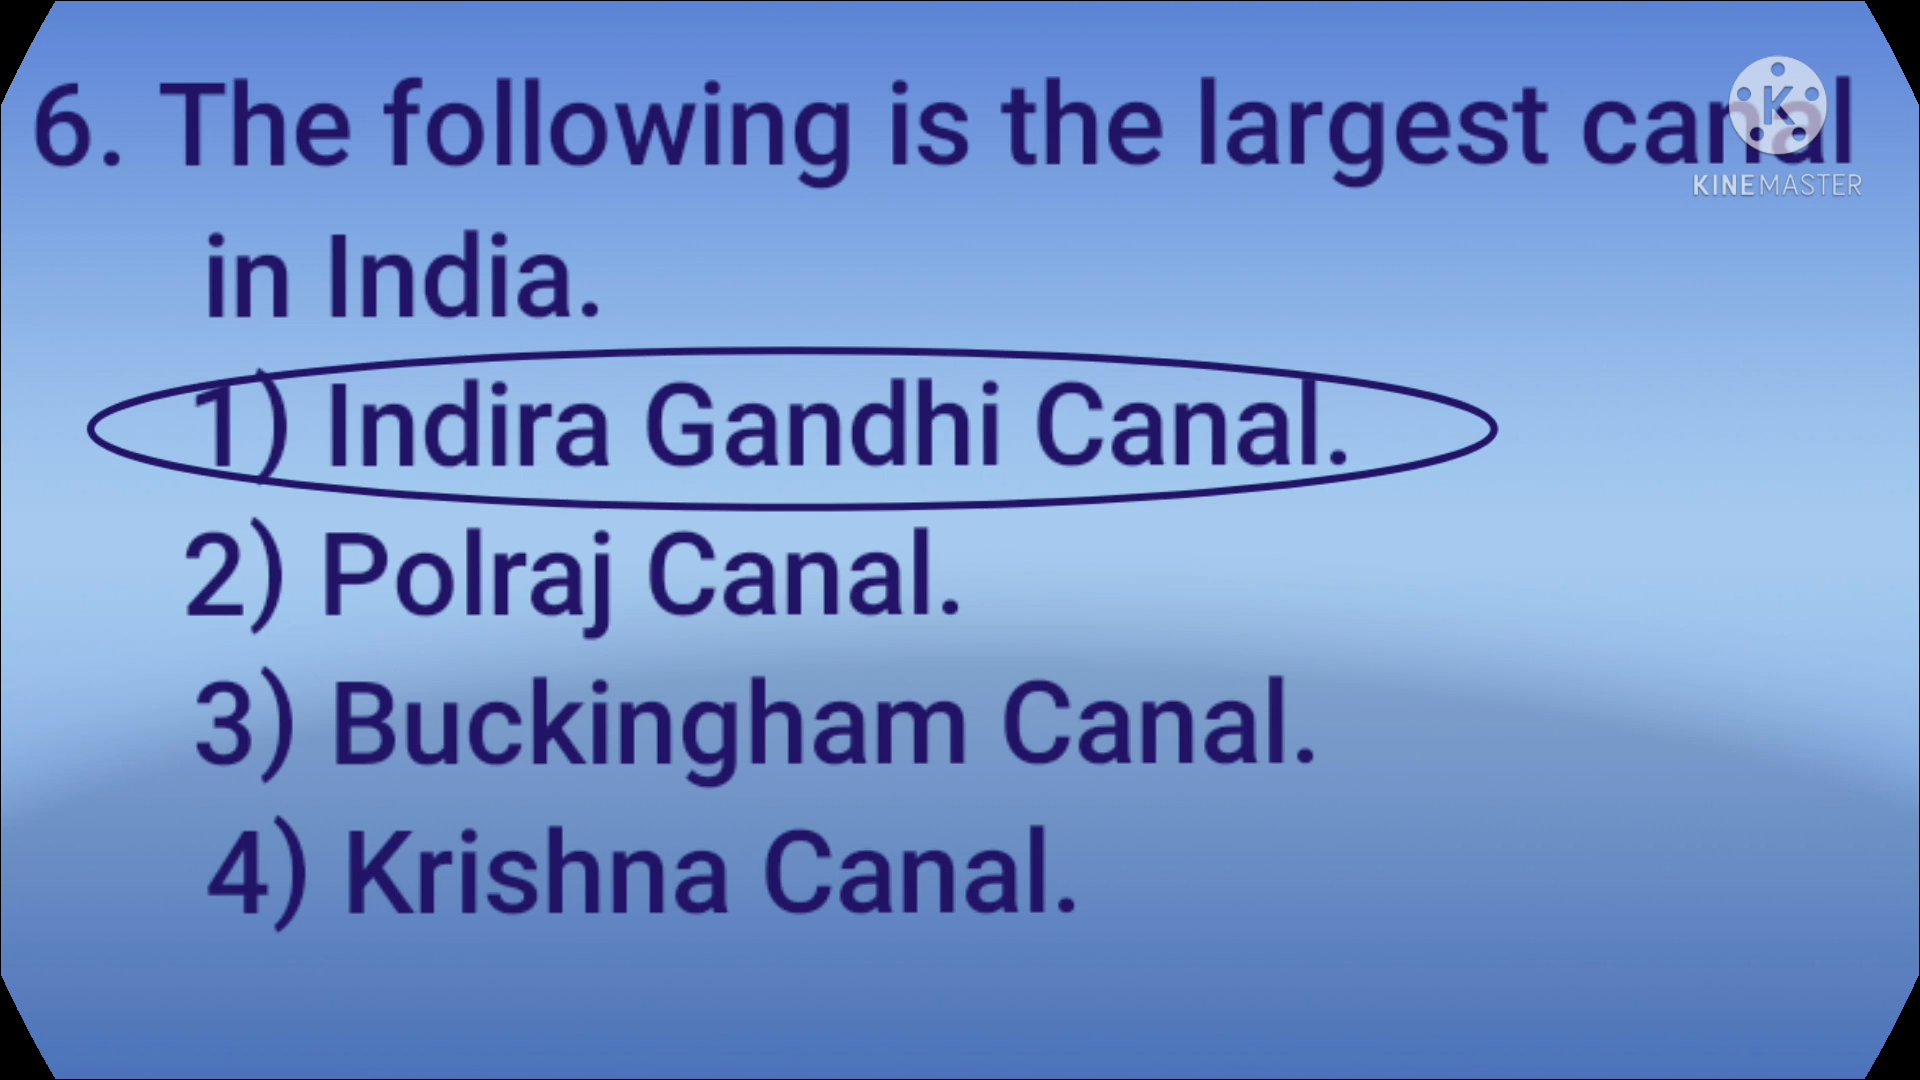 6. The following is the largest canal
KINEMASTER
in India.
1) Indira Gandhi Canal.
2) Polraj Canal.
3) Buckingham Canal.
4) Krishna Canal.